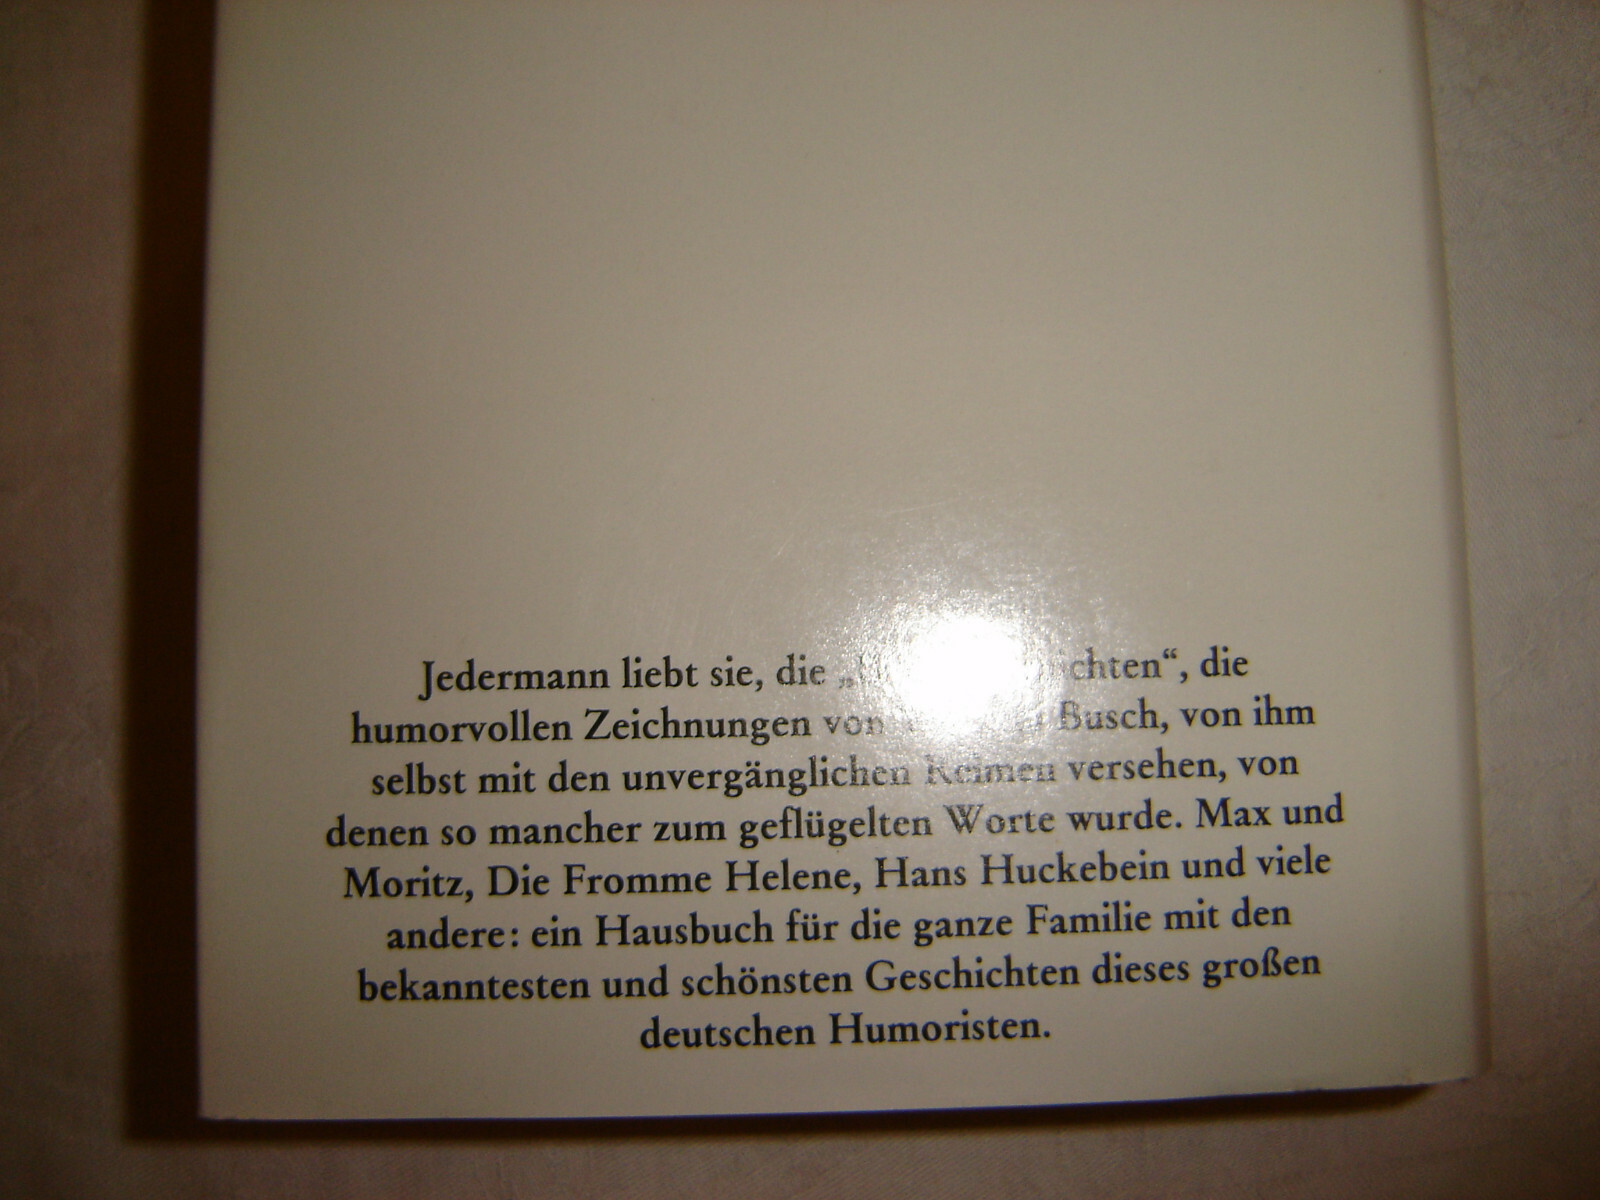 Jedermann liebt sie, die die
humorvollen Zeichnungen von Busch, von ihm
selbst mit den unvergänglichen Reimen versehen, von
denen so mancher zum geflügelten Worte wurde. Max und
Moritz, Die Fromme Helene, Hans Huckebein und viele
andere: ein Hausbuch für die ganze Familie mit den
bekanntesten und schönsten Geschichten dieses großen
deutschen Humoristen.